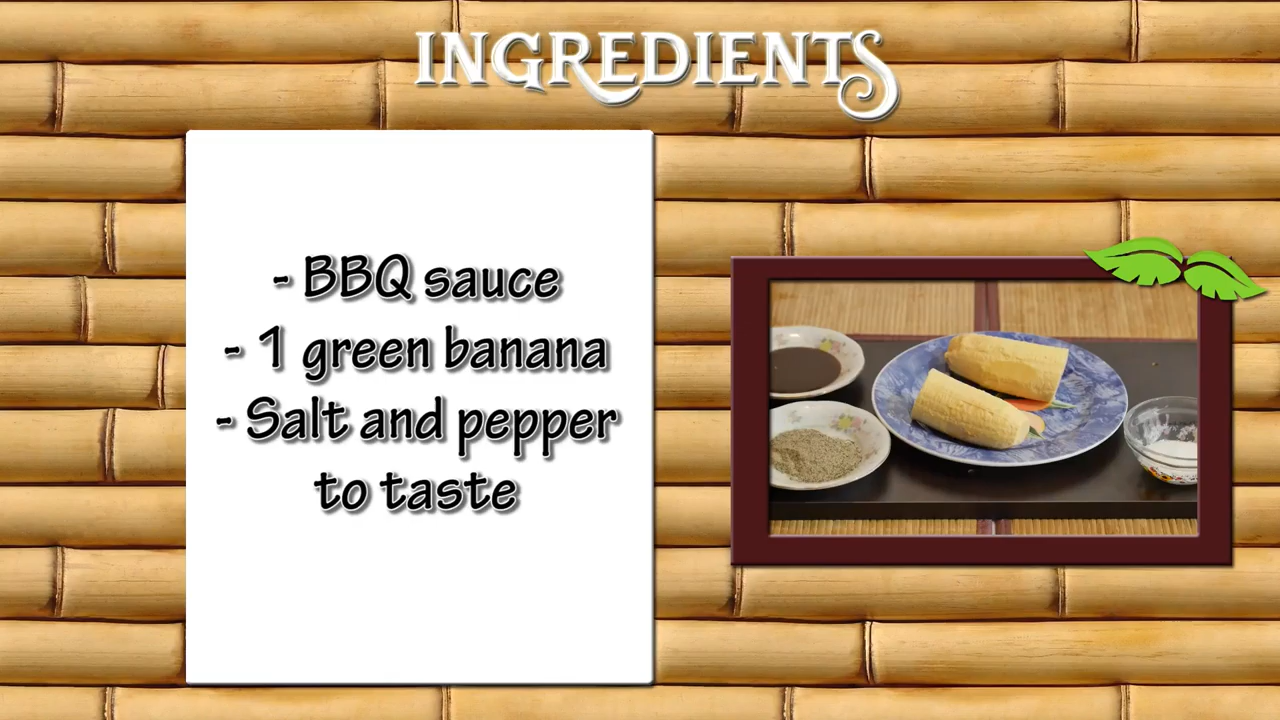 INGREDIENTS
- BBQ sauce
- 1 green banana
- Salt and pepper
to taste